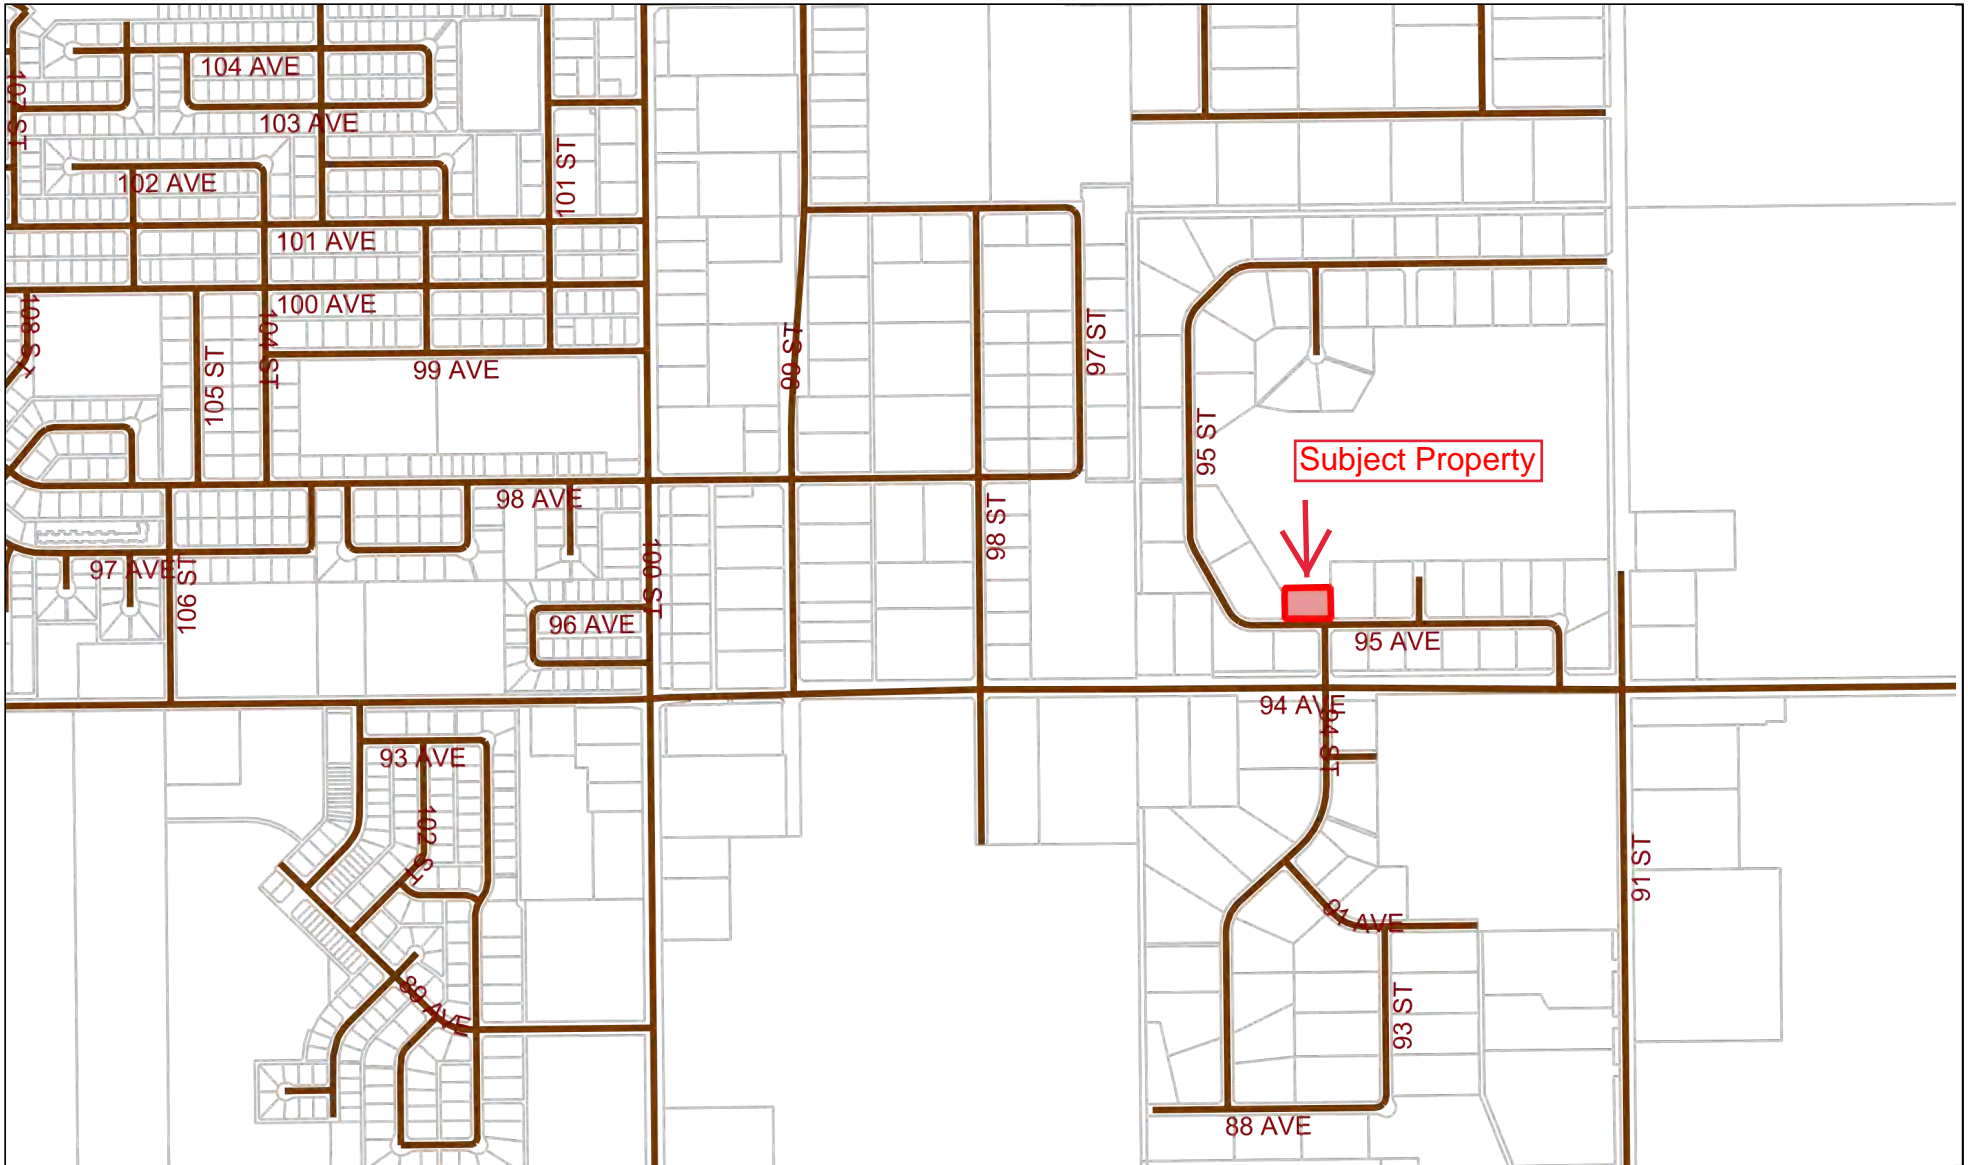 104 AVE
107 ST
103 AVE
101 ST
102 AVE
101 AVE
100 AVE
108 ST
104 ST
105 ST
99 AVE
99 ST
97 ST
95 ST
Subject Property
98 AVE
98 ST
97 AVE
106 ST
100 ST
96 AVE
95 AVE
94 AVE
94 ST
93 AVE
102 ST
91 ST
91 AVE
89 AVE
93 ST
88 AVE